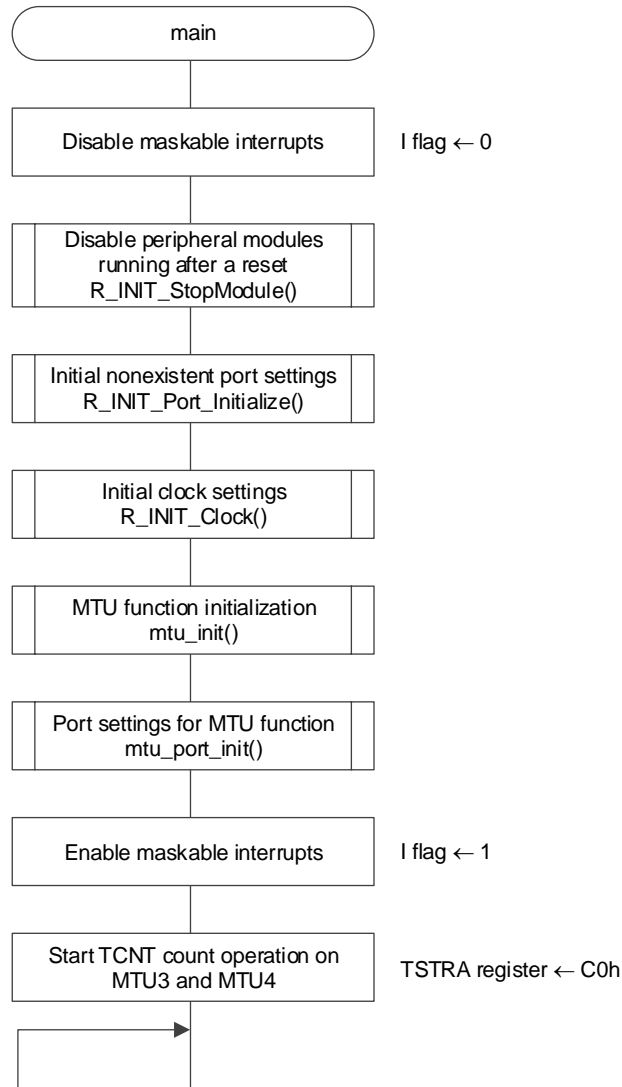 main
Disable maskable interrupts
I flag ← 0
Disable peripheral modules
running after a reset
R_INIT_StopModule()
Initial nonexistent port settings
R_INIT_Port_Initialize()
Initial clock settings
R_INIT_Clock()
MTU function initialization
mtu_init()
Port settings for MTU function
mtu_port_init()
Enable maskable interrupts
I flag ← 1
Start TCNT count operation on
MTU3 and MTU4
TSTRA register ← C0h